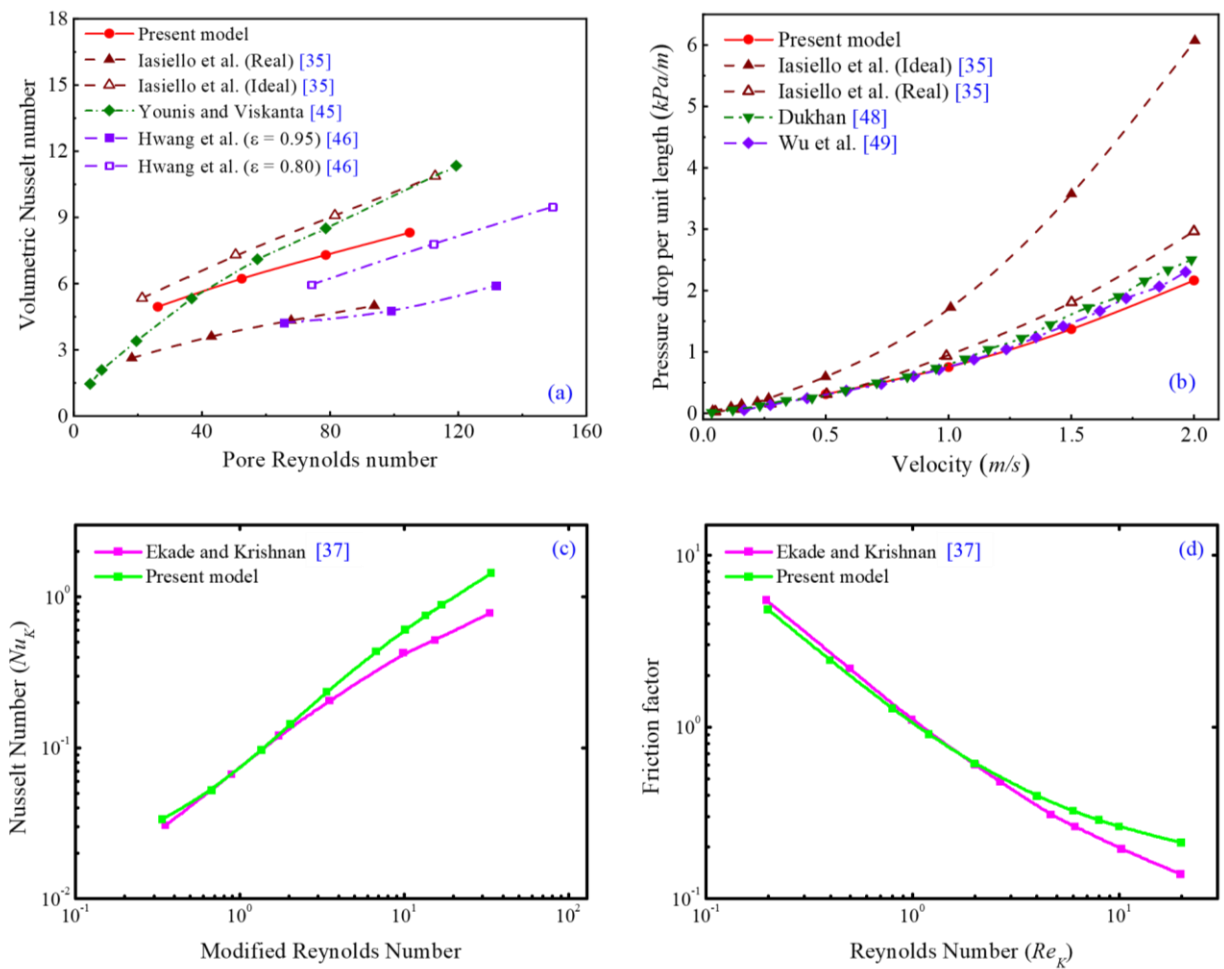 Volumetric Nusselt number
18
15
12
9
6
3
0
Present model
Iasiello et al. (Real) [35]
Iasiello et al. (Ideal) [35]
Younis and Viskanta [45]
Hwang et al. (ε = 0.95) [46]
Hwang et al. (ε = 0.80) [46]
(a)
0 40 80 120 160
Pore Reynolds number
Pressure drop per unit length (kPa/m)
6
5
4
3
2
1
0
Present model
Iasiello et al. (Ideal) [35]
Iasiello et al. (Real) [35]
Dukhan [48]
Wu et al. [49]
(b)
0.0 0.5 1.0 1.5 2.0
Velocity (m/s)
Nusselt Number (Nu_K)
10^0
10^-1
10^-2
Ekade and Krishnan [37]
Present model
(c)
10^-1 10^0 10^1 10^2
Modified Reynolds Number
Friction factor
10^1
10^0
10^-1
Ekade and Krishnan [37]
Present model
(d)
10^-1 10^0 10^1
Reynolds Number (Re_K)